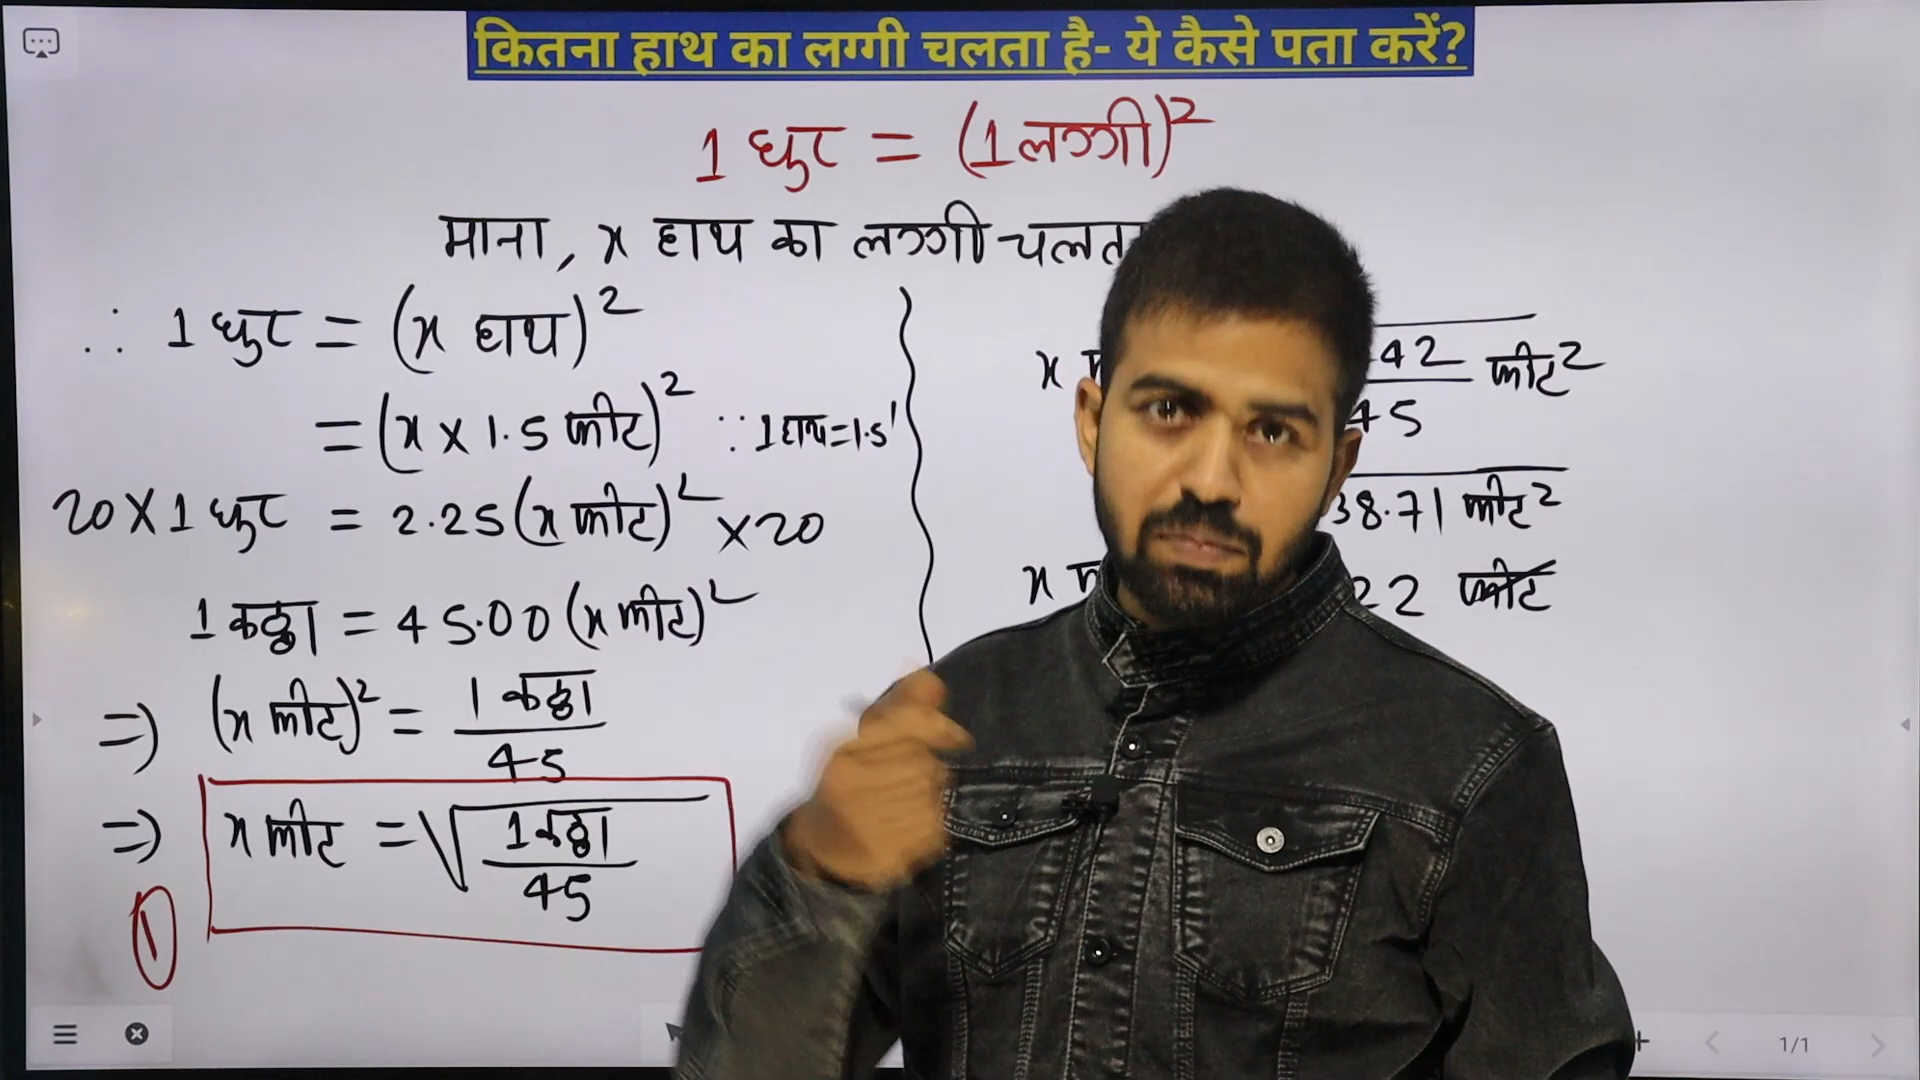 कितना हाथ का लग्गी चलता है- ये कैसे पता करें?
1 धुर = (1 लग्गी)²
माना, x हाथ का लग्गी चलत
∴ 1 धुर = (x हाथ)²
= (x × 1.5 फीट)² ∵ 1 हाथ = 1.5'
20 × 1 धुर = 2.25 (x फीट)² × 20
1 कट्ठा = 45.00 (x फीट)²
⇒ (x फीट)² = 1 कट्ठा / 45
⇒ x फीट = √(1 कट्ठा / 45)
1
x
42 फीट²
45
38.71 फीट²
x
22 फीट
1/1